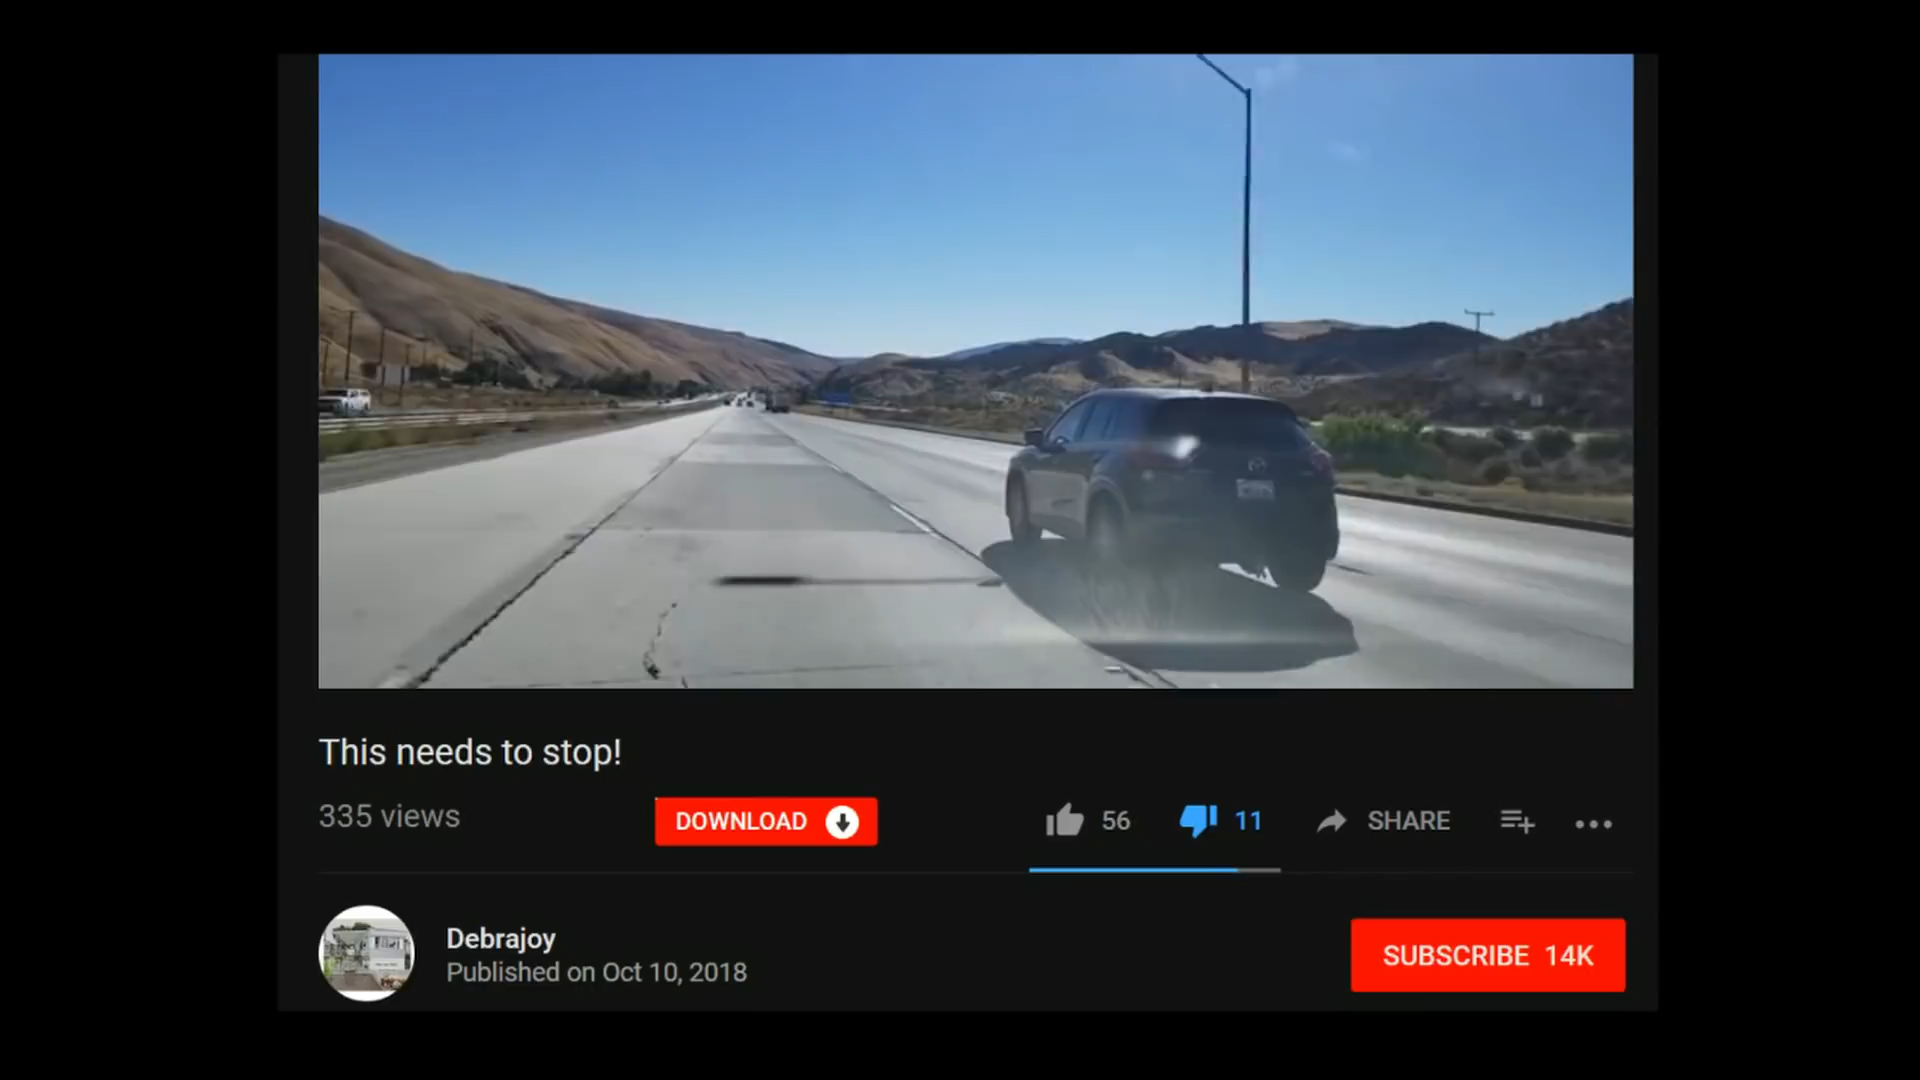 This needs to stop!
335 views
DOWNLOAD
56
11
SHARE
Debrajoy
Published on Oct 10, 2018
SUBSCRIBE 14K